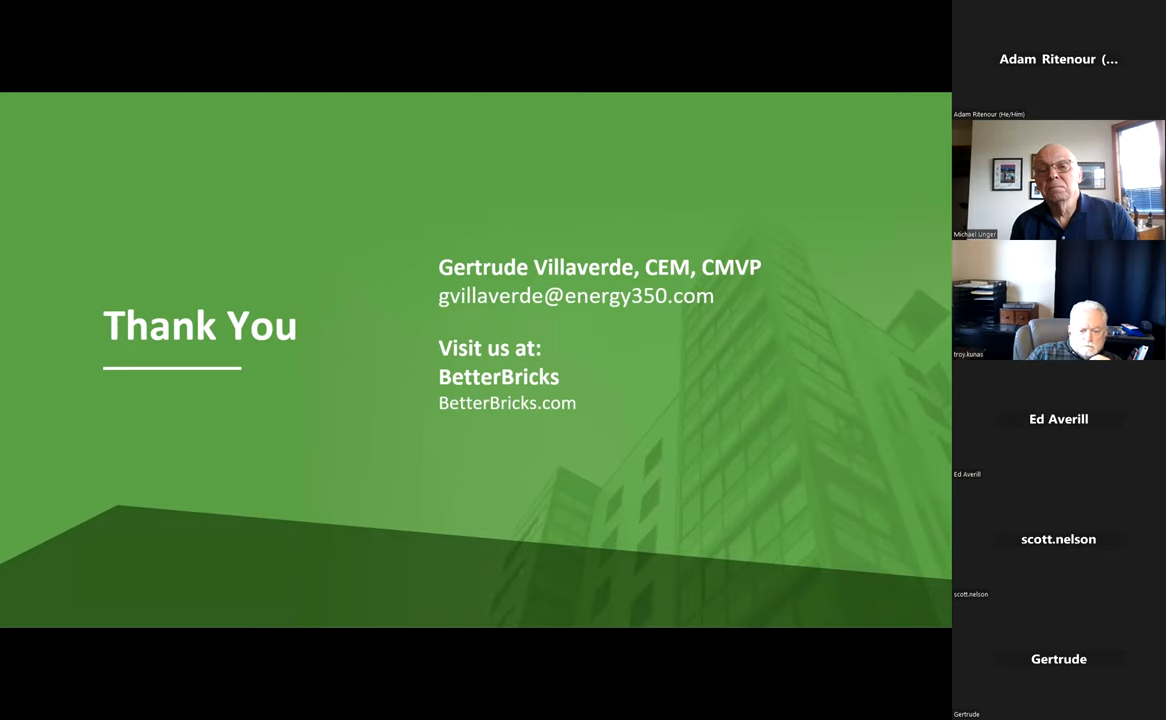 Thank You
Gertrude Villaverde, CEM, CMVP
gvillaverde@energy350.com
Visit us at:
BetterBricks
BetterBricks.com
Adam Ritenour (...
Adam Ritenour (He/Him)
Michael Unger
troy.kunas
Ed Averill
Ed Averill
scott.nelson
scott.nelson
Gertrude
Gertrude